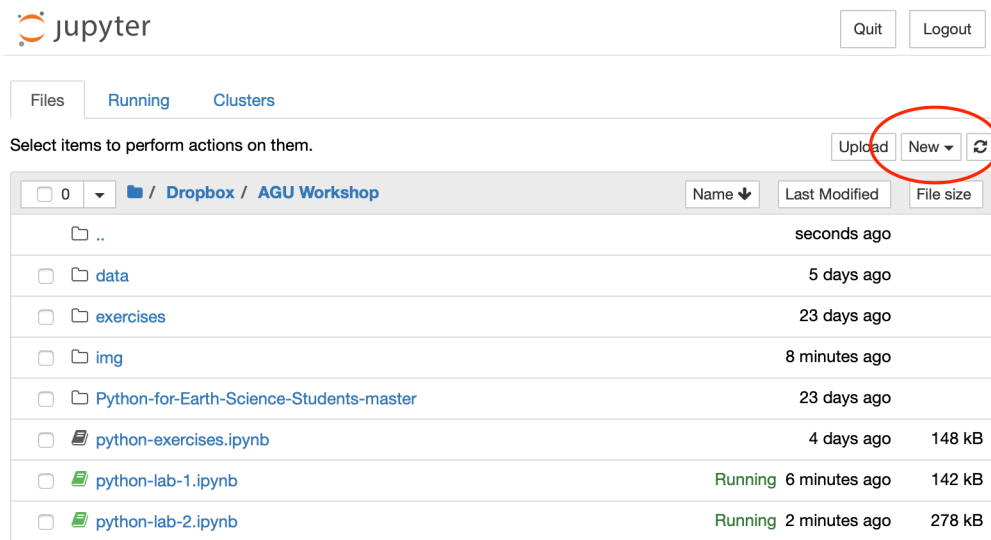 jupyter
Quit Logout
Files Running Clusters
Select items to perform actions on them.
Upload New
0 / Dropbox / AGU Workshop Name Last Modified File size
.. seconds ago
data 5 days ago
exercises 23 days ago
img 8 minutes ago
Python-for-Earth-Science-Students-master 23 days ago
python-exercises.ipynb 4 days ago 148 kB
python-lab-1.ipynb Running 6 minutes ago 142 kB
python-lab-2.ipynb Running 2 minutes ago 278 kB